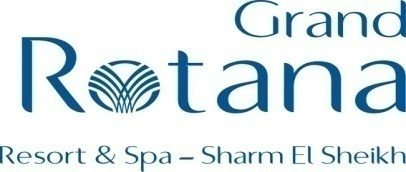 Grand
Rotana
Resort & Spa – Sharm El Sheikh